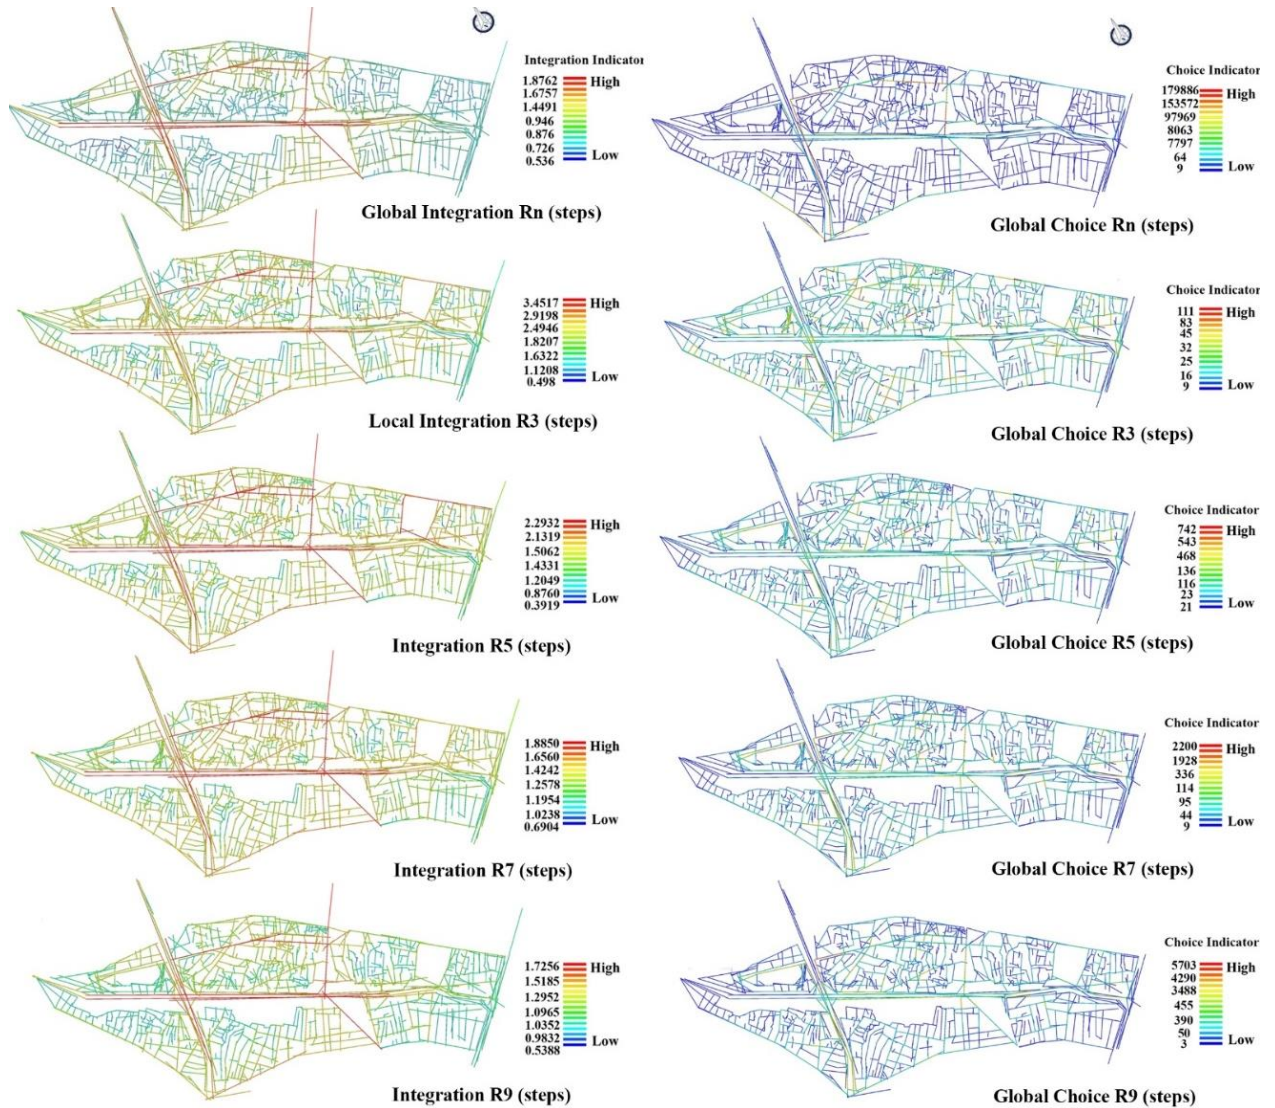 Integration Indicator
1.8762
High
1.6757
1.4491
0.946
0.876
0.726
Low
0.536
Global Integration Rn (steps)
Choice Indicator
179886
High
153572
97969
8063
7797
64
Low
9
Global Choice Rn (steps)
3.4517
High
2.9198
2.4946
1.8207
1.6322
1.1208
Low
0.498
Local Integration R3 (steps)
Choice Indicator
111
High
83
45
32
25
16
Low
9
Global Choice R3 (steps)
2.2932
High
2.1319
1.5062
1.4331
1.2049
0.8760
Low
0.3919
Integration R5 (steps)
Choice Indicator
742
High
543
468
136
116
23
Low
21
Global Choice R5 (steps)
1.8850
High
1.6560
1.4242
1.2578
1.1954
1.0238
Low
0.6904
Integration R7 (steps)
Choice Indicator
2200
High
1928
336
114
95
44
Low
9
Global Choice R7 (steps)
1.7256
High
1.5185
1.2952
1.0965
1.0352
0.9832
Low
0.5388
Integration R9 (steps)
Choice Indicator
5703
High
4290
3488
455
390
50
Low
3
Global Choice R9 (steps)